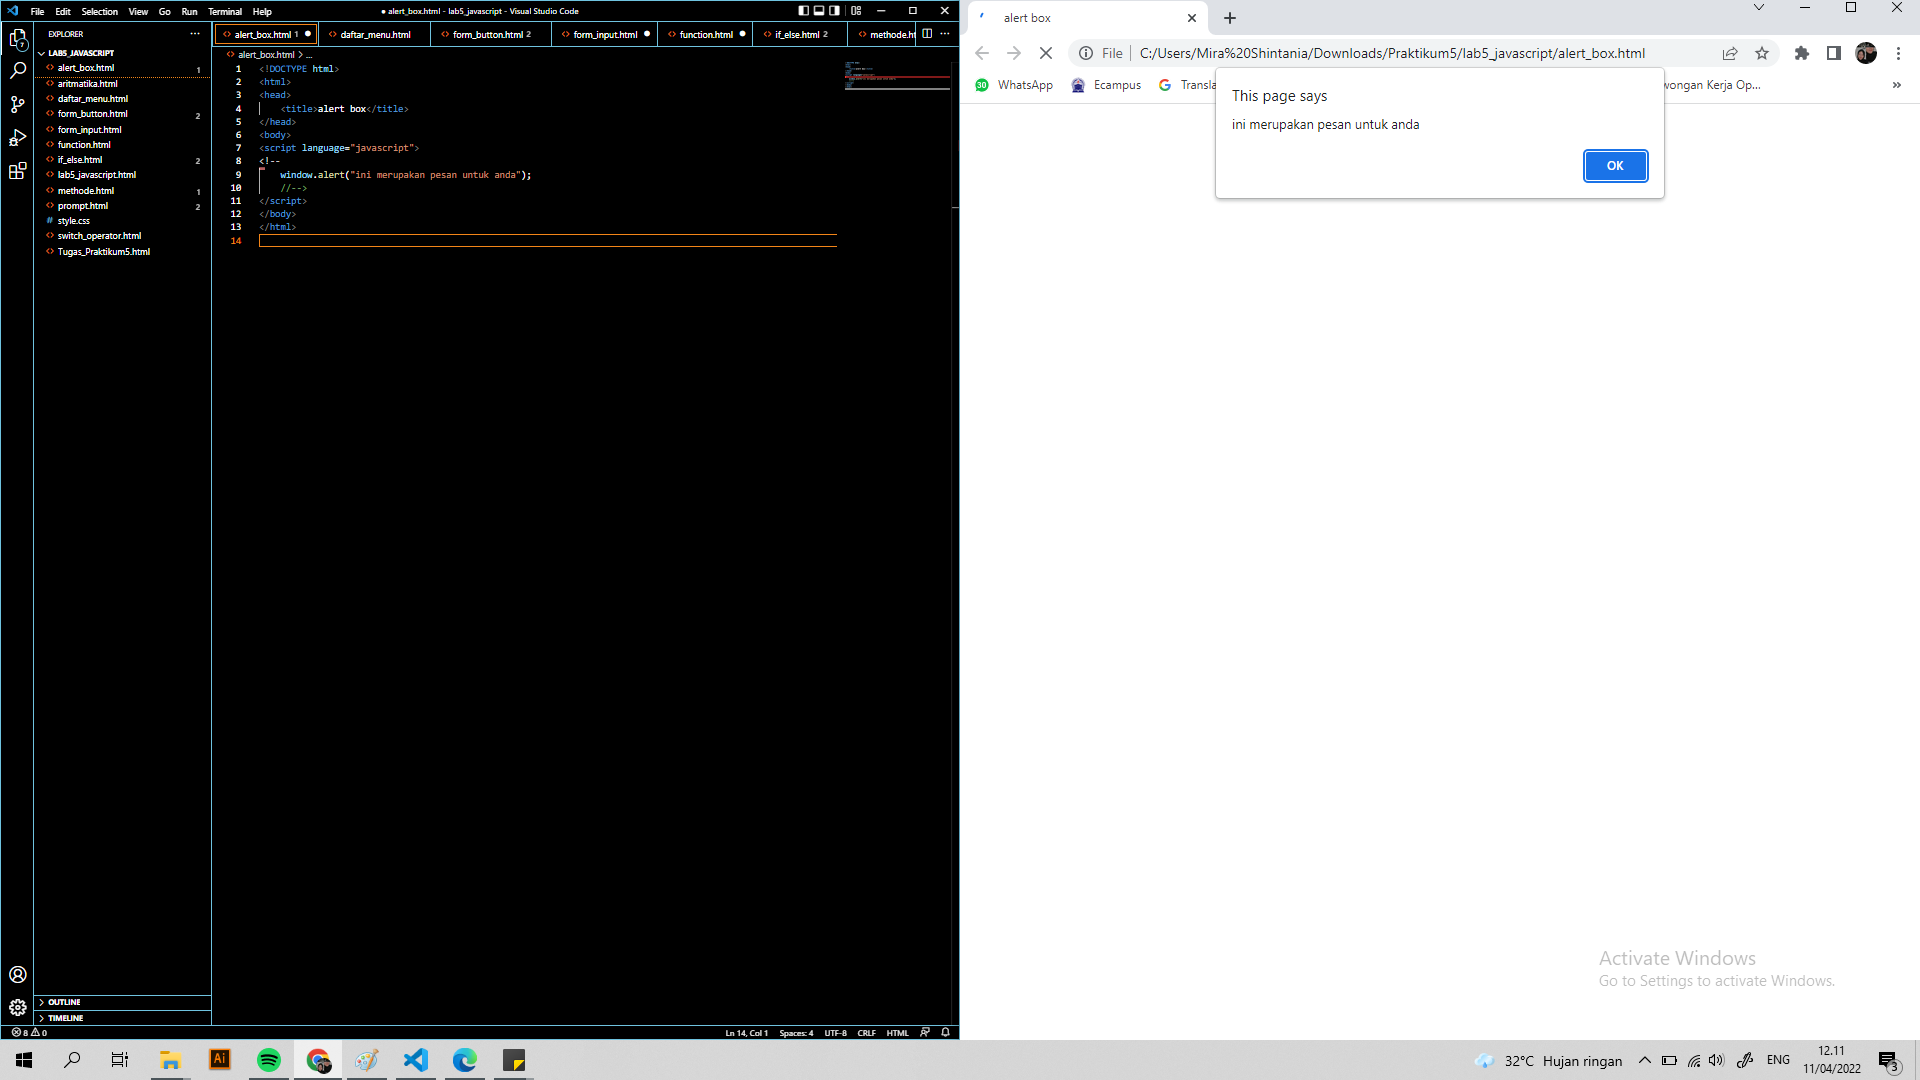 File Edit Selection View Go Run Terminal Help
● alert_box.html - lab5_javascript - Visual Studio Code
EXPLORER ···
LAB5_JAVASCRIPT
alert_box.html 1
aritmatika.html
daftar_menu.html
form_button.html 2
form_input.html
function.html
if_else.html 2
lab5_javascript.html
methode.html 1
prompt.html 2
# style.css
switch_operator.html
Tugas_Praktikum5.html
OUTLINE
TIMELINE
7
alert_box.html 1 ● daftar_menu.html form_button.html 2 form_input.html ● function.html ● if_else.html 2 methode.ht ···
alert_box.html > ...
1 <!DOCTYPE html>
2 <html>
3 <head>
4 <title>alert box</title>
5 </head>
6 <body>
7 <script language="javascript">
8 <!--
9 window.alert("ini merupakan pesan untuk anda");
10 //-->
11 </script>
12 </body>
13 </html>
14
8 0
Ln 14, Col 1 Spaces: 4 UTF-8 CRLF HTML
alert box
File C:/Users/Mira%20Shintania/Downloads/Praktikum5/lab5_javascript/alert_box.html
30 WhatsApp Ecampus Transla wongan Kerja Op... »
This page says
ini merupakan pesan untuk anda
OK
Activate Windows
Go to Settings to activate Windows.
Ai
32°C Hujan ringan ENG
12.11
11/04/2022
3